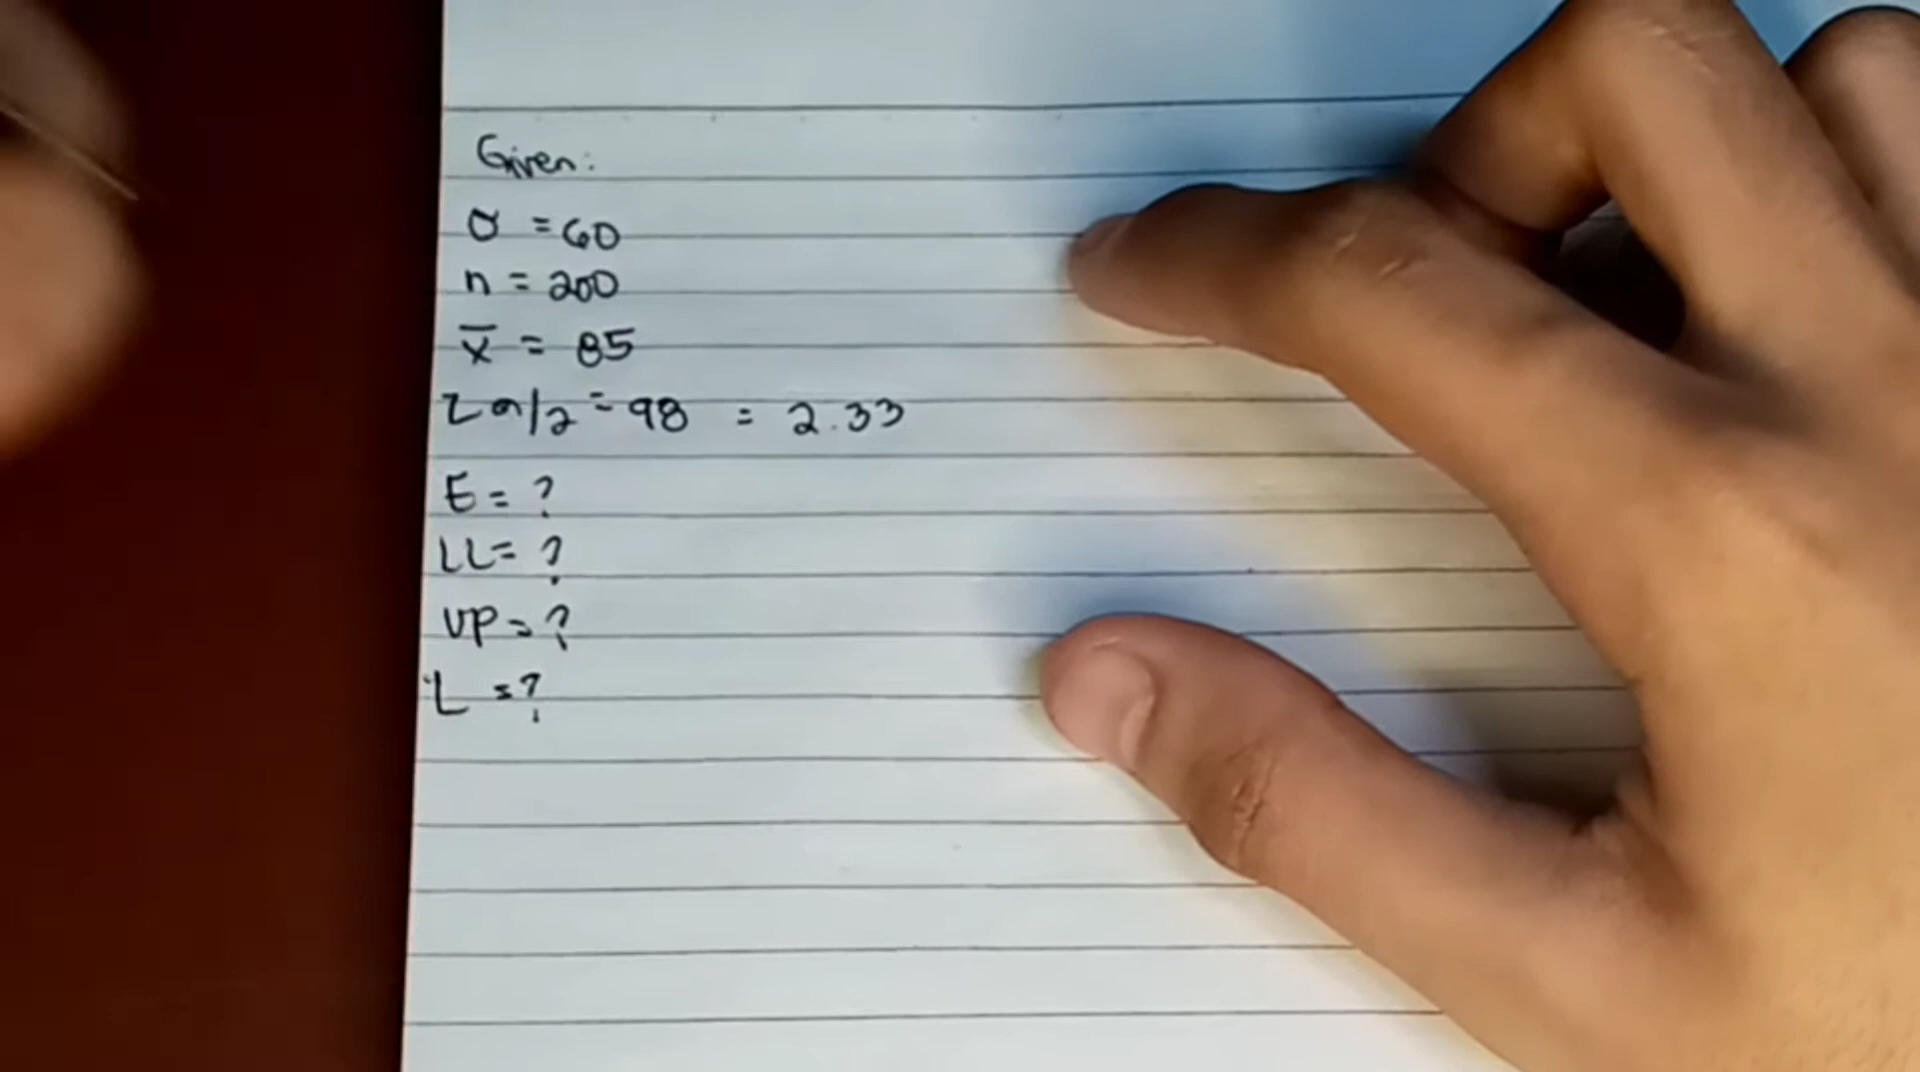 Given:
σ = 60
n = 200
x̄ = 85
Zα/2 = 98 = 2.33
E = ?
LL = ?
UP = ?
L = ?